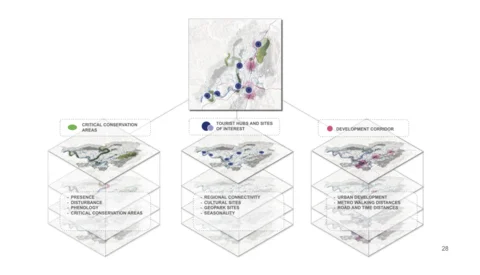 CRITICAL CONSERVATION
AREAS
TOURIST HUBS AND SITES
OF INTEREST
DEVELOPMENT CORRIDOR
- PRESENCE
- DISTURBANCE
- PHENOLOGY
- CRITICAL CONSERVATION AREAS
- REGIONAL CONNECTIVITY
- CULTURAL SITES
- GEOPARK SITES
- SEASONALITY
- URBAN DEVELOPMENT
- METRO WALKING DISTANCES
- ROAD AND TIME DISTANCES
28